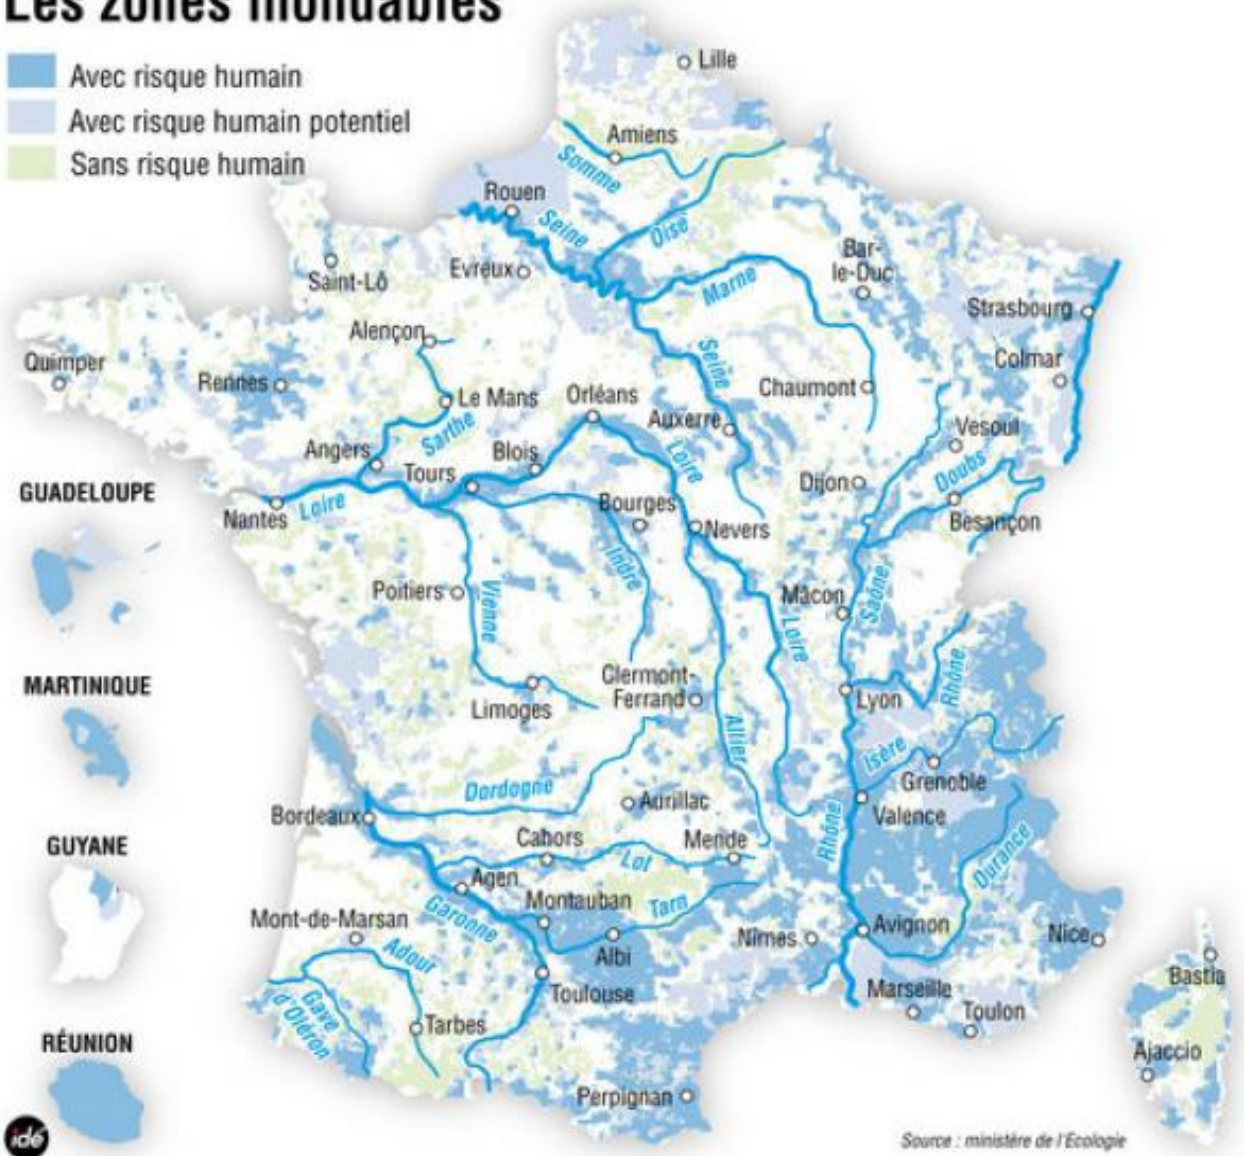 Les zones inondables
Avec risque humain
Avec risque humain potentiel
Sans risque humain
Lille
Amiens
Somme
Rouen
Seine
Oise
Evreux
Saint-Lô
Marne
Bar-
le-Duc
Strasbourg
Alençon
Colmar
Quimper
Rennes
Le Mans
Orléans
Seine
Chaumont
Auxerre
Sarthe
Vesoul
Angers
Blois
Loire
Tours
Doubs
Dijon
GUADELOUPE
Nantes
Loire
Bourges
Nevers
Besançon
Indre
Poitiers
Vienne
Mâcon
Saône
Loire
Clermont-
Ferrand
MARTINIQUE
Limoges
Lyon
Rhône
Allier
Isère
Grenoble
Dordogne
Aurillac
Valence
Bordeaux
Cahors
Mende
Rhône
GUYANE
Lot
Durance
Agen
Montauban
Tarn
Mont-de-Marsan
Garonne
Avignon
Nîmes
Nice
Adour
Albi
Bastia
Toulouse
Marseille
Gave
d'Oléron
Toulon
Tarbes
RÉUNION
Ajaccio
Perpignan
idé
Source : ministère de l'Ecologie